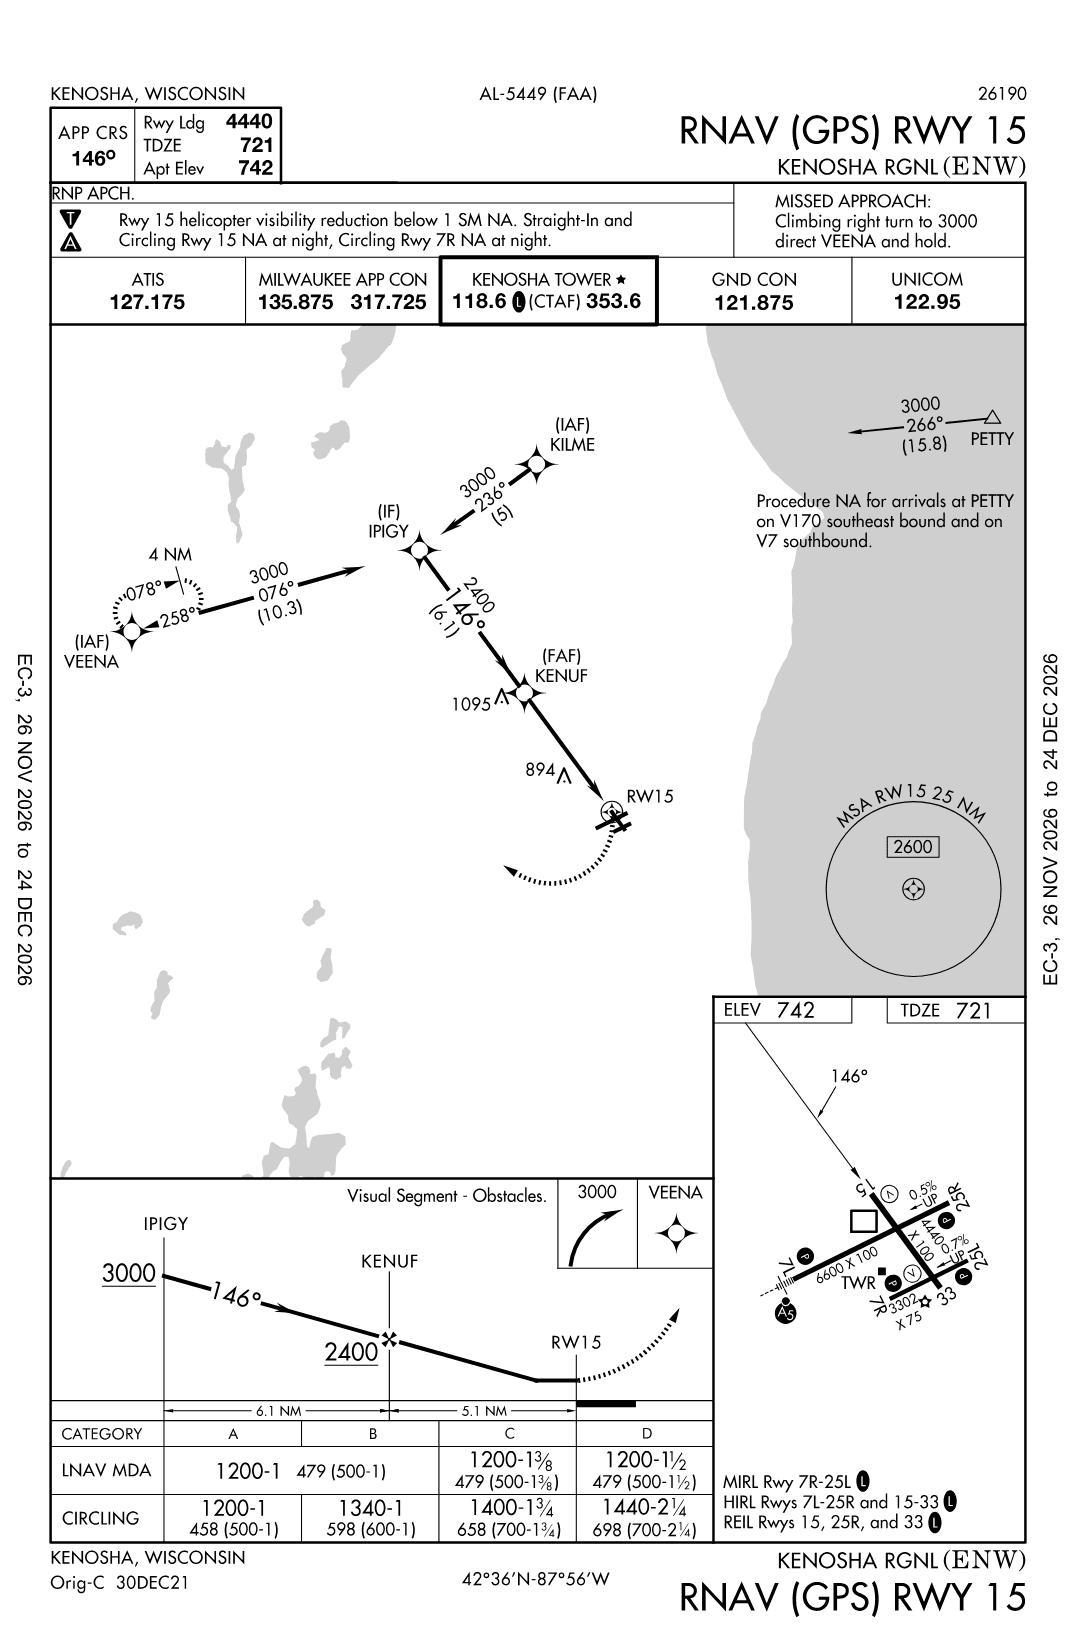 KENOSHA, WISCONSIN
AL-5449 (FAA)
26190
APP CRS
146°
Rwy Ldg 4440
TDZE 721
Apt Elev 742
RNAV (GPS) RWY 15
KENOSHA RGNL (ENW)
RNP APCH.
T
A
Rwy 15 helicopter visibility reduction below 1 SM NA. Straight-In and
Circling Rwy 15 NA at night, Circling Rwy 7R NA at night.
MISSED APPROACH:
Climbing right turn to 3000
direct VEENA and hold.
ATIS
127.175
MILWAUKEE APP CON
135.875 317.725
KENOSHA TOWER ★
118.6 L (CTAF) 353.6
GND CON
121.875
UNICOM
122.95
3000
266°
(15.8)
PETTY
(IAF)
KILME
3000
236°
(5)
Procedure NA for arrivals at PETTY
on V170 southeast bound and on
V7 southbound.
(IF)
IPIGY
4 NM
078°
258°
3000
076°
(10.3)
(IAF)
VEENA
2400
146°
(6.1)
(FAF)
KENUF
1095
894
RW15
MSA RW15 25 NM
2600
EC-3, 26 NOV 2026 to 24 DEC 2026
EC-3, 26 NOV 2026 to 24 DEC 2026
ELEV 742
TDZE 721
146°
15
V
0.5%
UP
25R
P
4440
X 100
0.7%
UP
25L
P
7L
P
6600 X 100
TWR
P
V
7R
3302
X 75
33
A5
MIRL Rwy 7R-25L L
HIRL Rwys 7L-25R and 15-33 L
REIL Rwys 15, 25R, and 33 L
Visual Segment - Obstacles.
3000
VEENA
IPIGY
3000
146°
KENUF
2400
RW15
6.1 NM
5.1 NM
CATEGORY A B C D
LNAV MDA 1200-1 479 (500-1) 1200-1⅜ 479 (500-1⅜) 1200-1½ 479 (500-1½)
CIRCLING 1200-1 458 (500-1) 1340-1 598 (600-1) 1400-1¾ 658 (700-1¾) 1440-2¼ 698 (700-2¼)
KENOSHA, WISCONSIN
Orig-C 30DEC21
42°36'N-87°56'W
KENOSHA RGNL (ENW)
RNAV (GPS) RWY 15